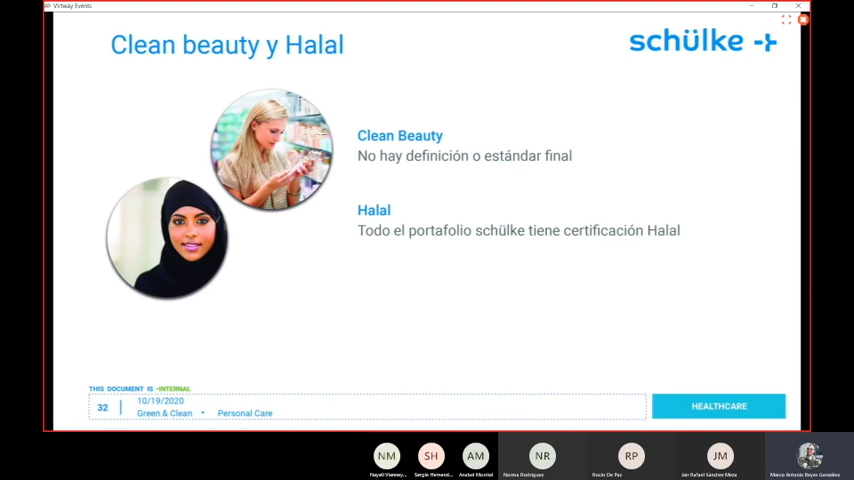 Virtway Events
Clean beauty y Halal
schülke
Clean Beauty
No hay definición o estándar final
Halal
Todo el portafolio schülke tiene certificación Halal
THIS DOCUMENT IS •INTERNAL
32
10/19/2020
Green & Clean • Personal Care
HEALTHCARE
NM
SH
AM
NR
RP
JM
Sergio Hernand...
Norma Rodriguez
Rocio De Paz
Jair Rafael Sánchez Meza
Marco Antonio Reyes González